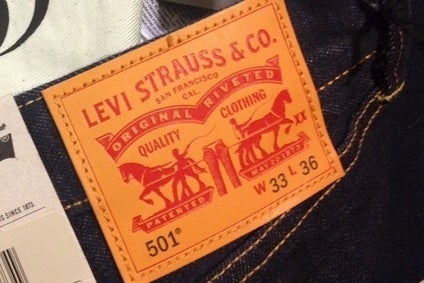 LEVI STRAUSS & CO.
SAN FRANCISCO
CAL.
ORIGINAL RIVETED
QUALITY CLOTHING
XX
PATENTED MAY 20 1873
501®
W 33 L 36
SINCE 1873.